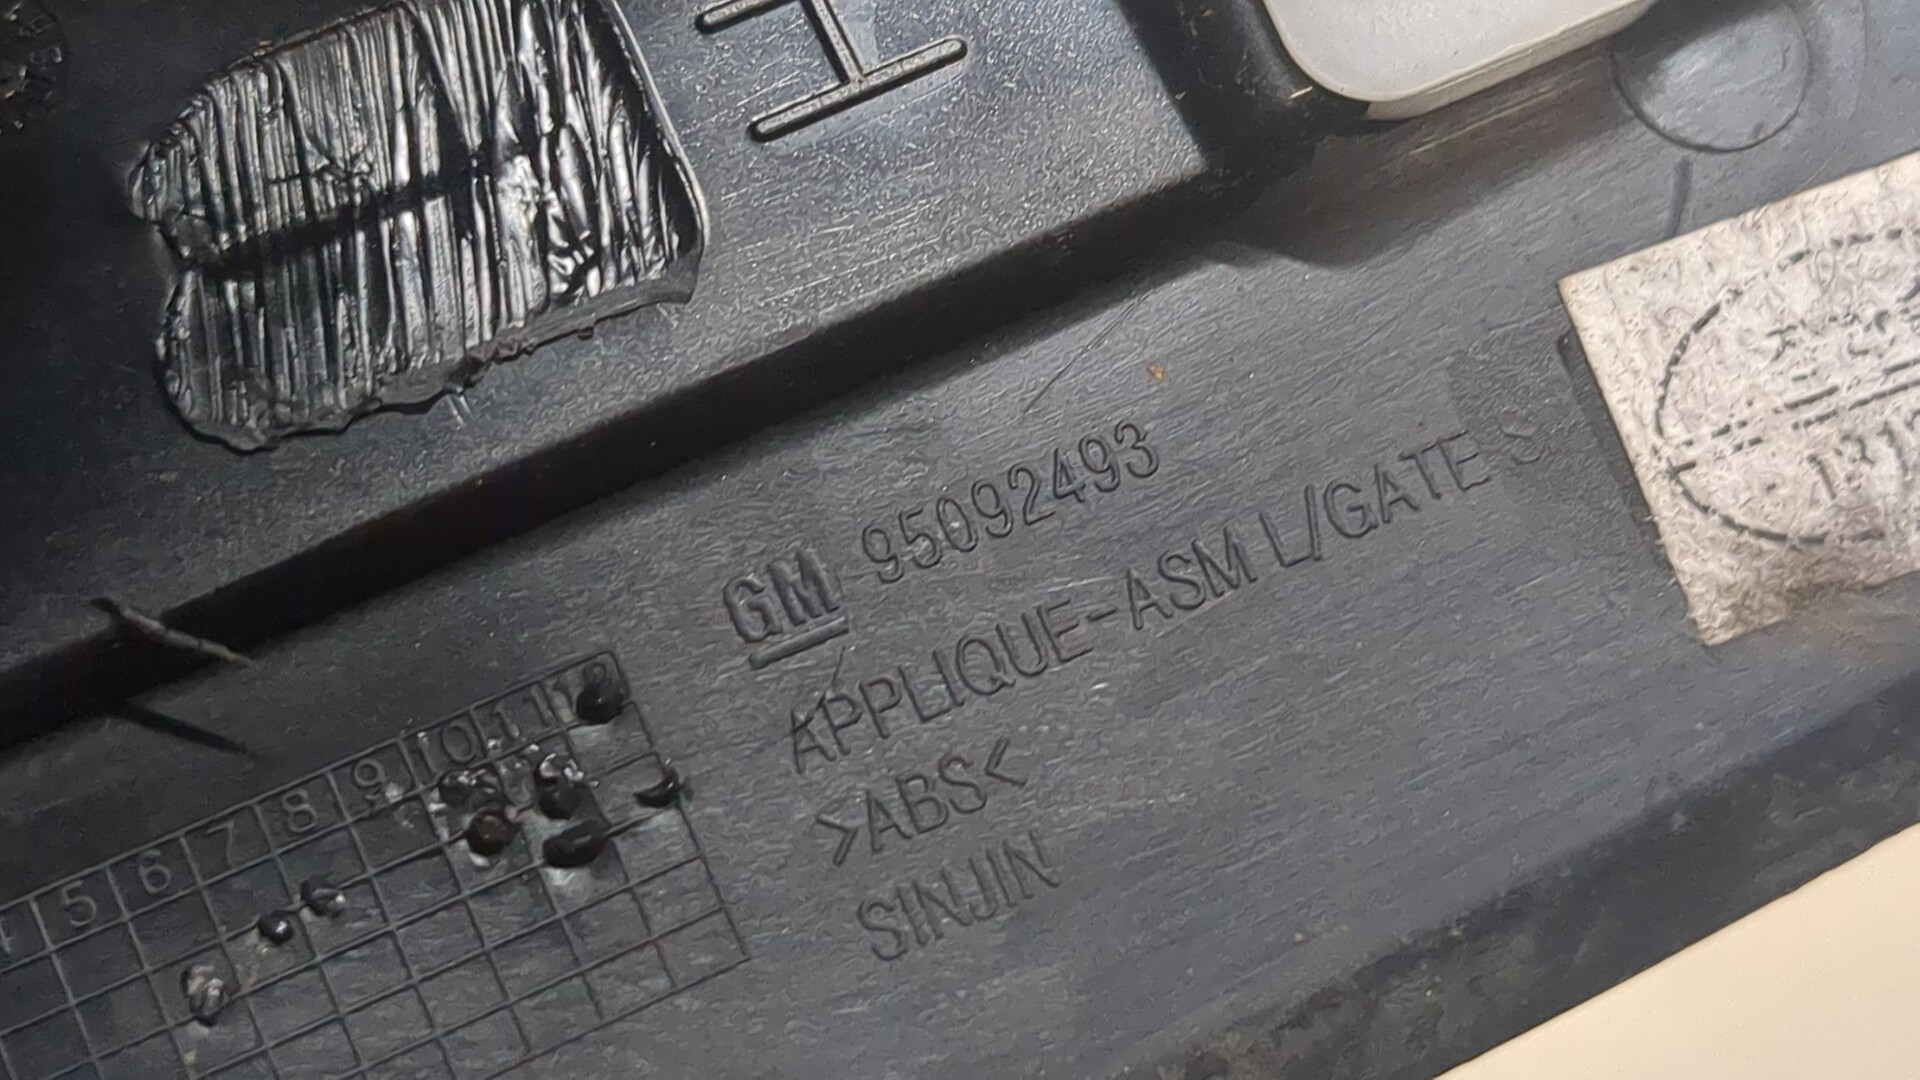 GM 95092493
APPLIQUE-ASM L/GATE S
>ABS<
SINJIN
5 6 7 8 9 10 11 12